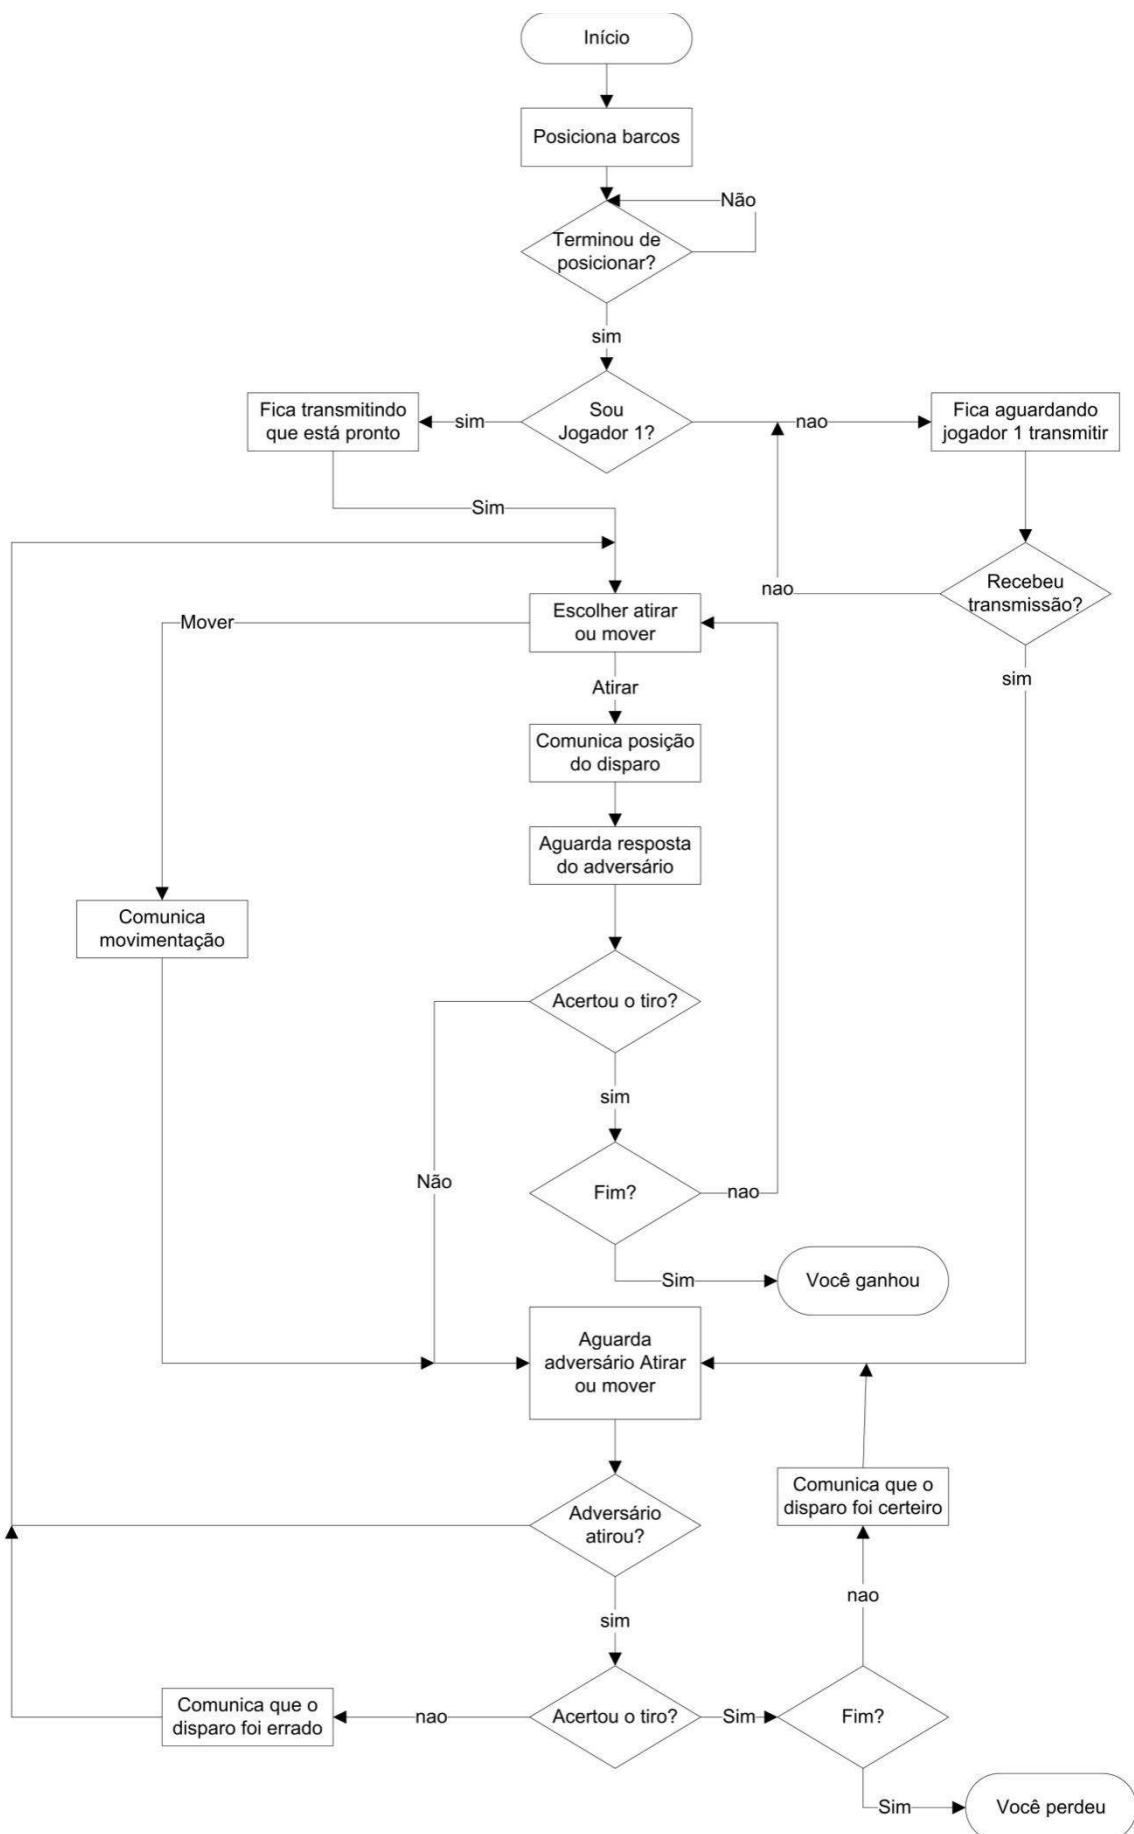 Início
Posiciona barcos
Não
Terminou de
posicionar?
sim
Fica transmitindo
que está pronto
sim
Sou
Jogador 1?
nao
Fica aguardando
jogador 1 transmitir
Sim
nao
Recebeu
transmissão?
Mover
Escolher atirar
ou mover
sim
Atirar
Comunica posição
do disparo
Aguarda resposta
do adversário
Comunica
movimentação
Acertou o tiro?
sim
Não
Fim?
nao
Sim
Você ganhou
Aguarda
adversário Atirar
ou mover
Comunica que o
disparo foi certeiro
Adversário
atirou?
nao
sim
Comunica que o
disparo foi errado
nao
Acertou o tiro?
Sim
Fim?
Sim
Você perdeu